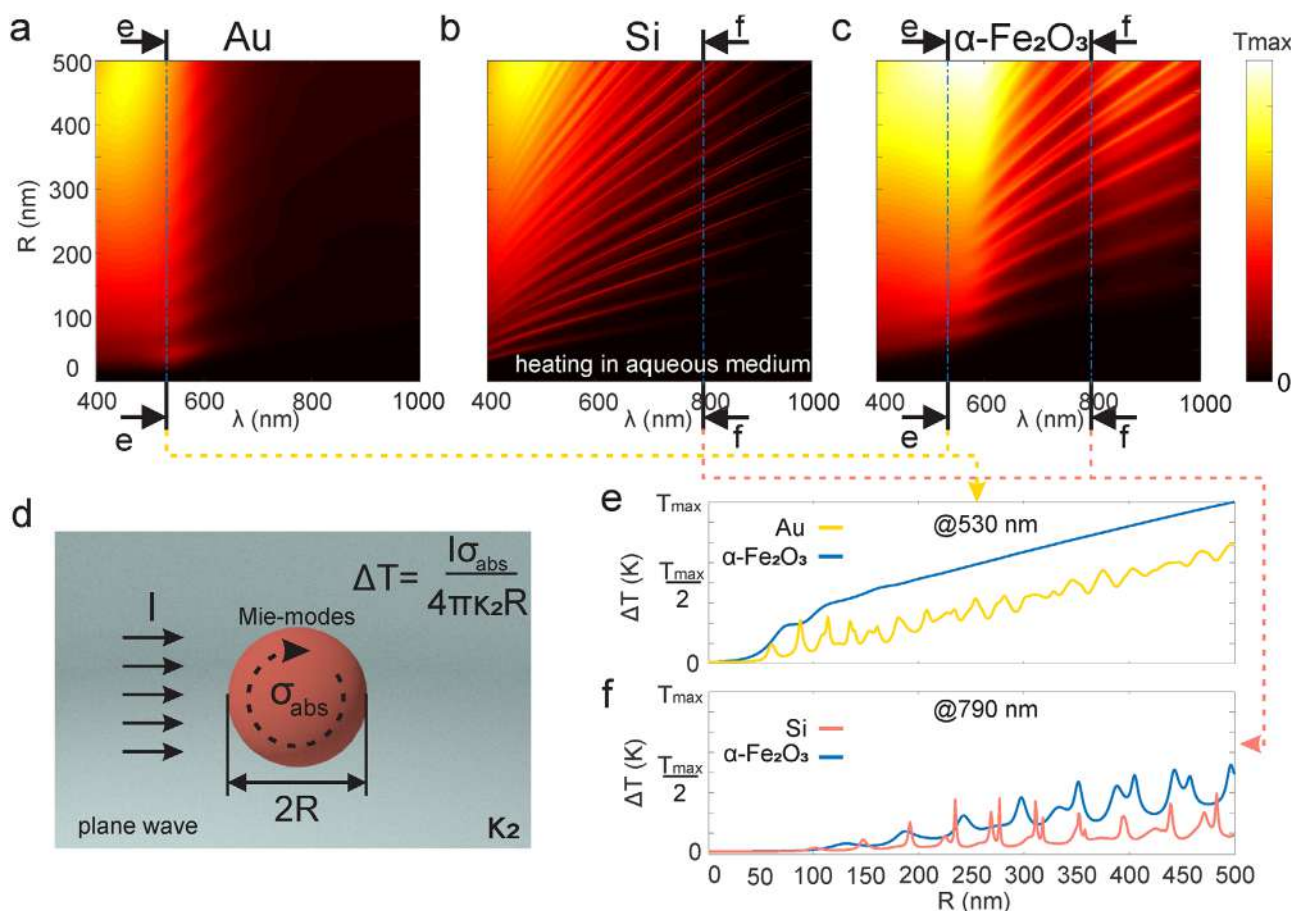 a
e
Au
b
Si
f
c
e
α-Fe₂O₃
f
Tmax
0
R (nm)
500
400
300
200
100
0
heating in aqueous medium
400
600
λ (nm)
800
1000
400
600
λ (nm)
800
1000
600
λ (nm)
800
1000
e
f
e
f
d
I
ΔT= Iσabs
4πκ₂R
Mie-modes
σabs
2R
plane wave
κ₂
e
@530 nm
Au
α-Fe₂O₃
ΔT (K)
Tmax
Tmax
2
0
f
@790 nm
Si
α-Fe₂O₃
ΔT (K)
Tmax
Tmax
2
0
0
50
100
150
200
250
300
350
400
450
500
R (nm)